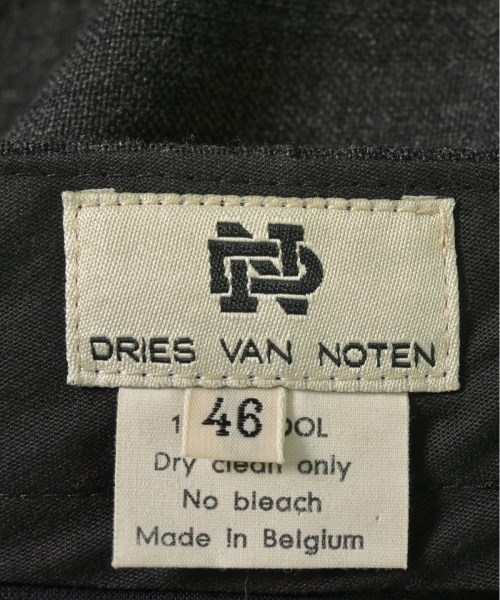 DRIES VAN NOTEN
46
Dry clean only
No bleach
Made in Belgium